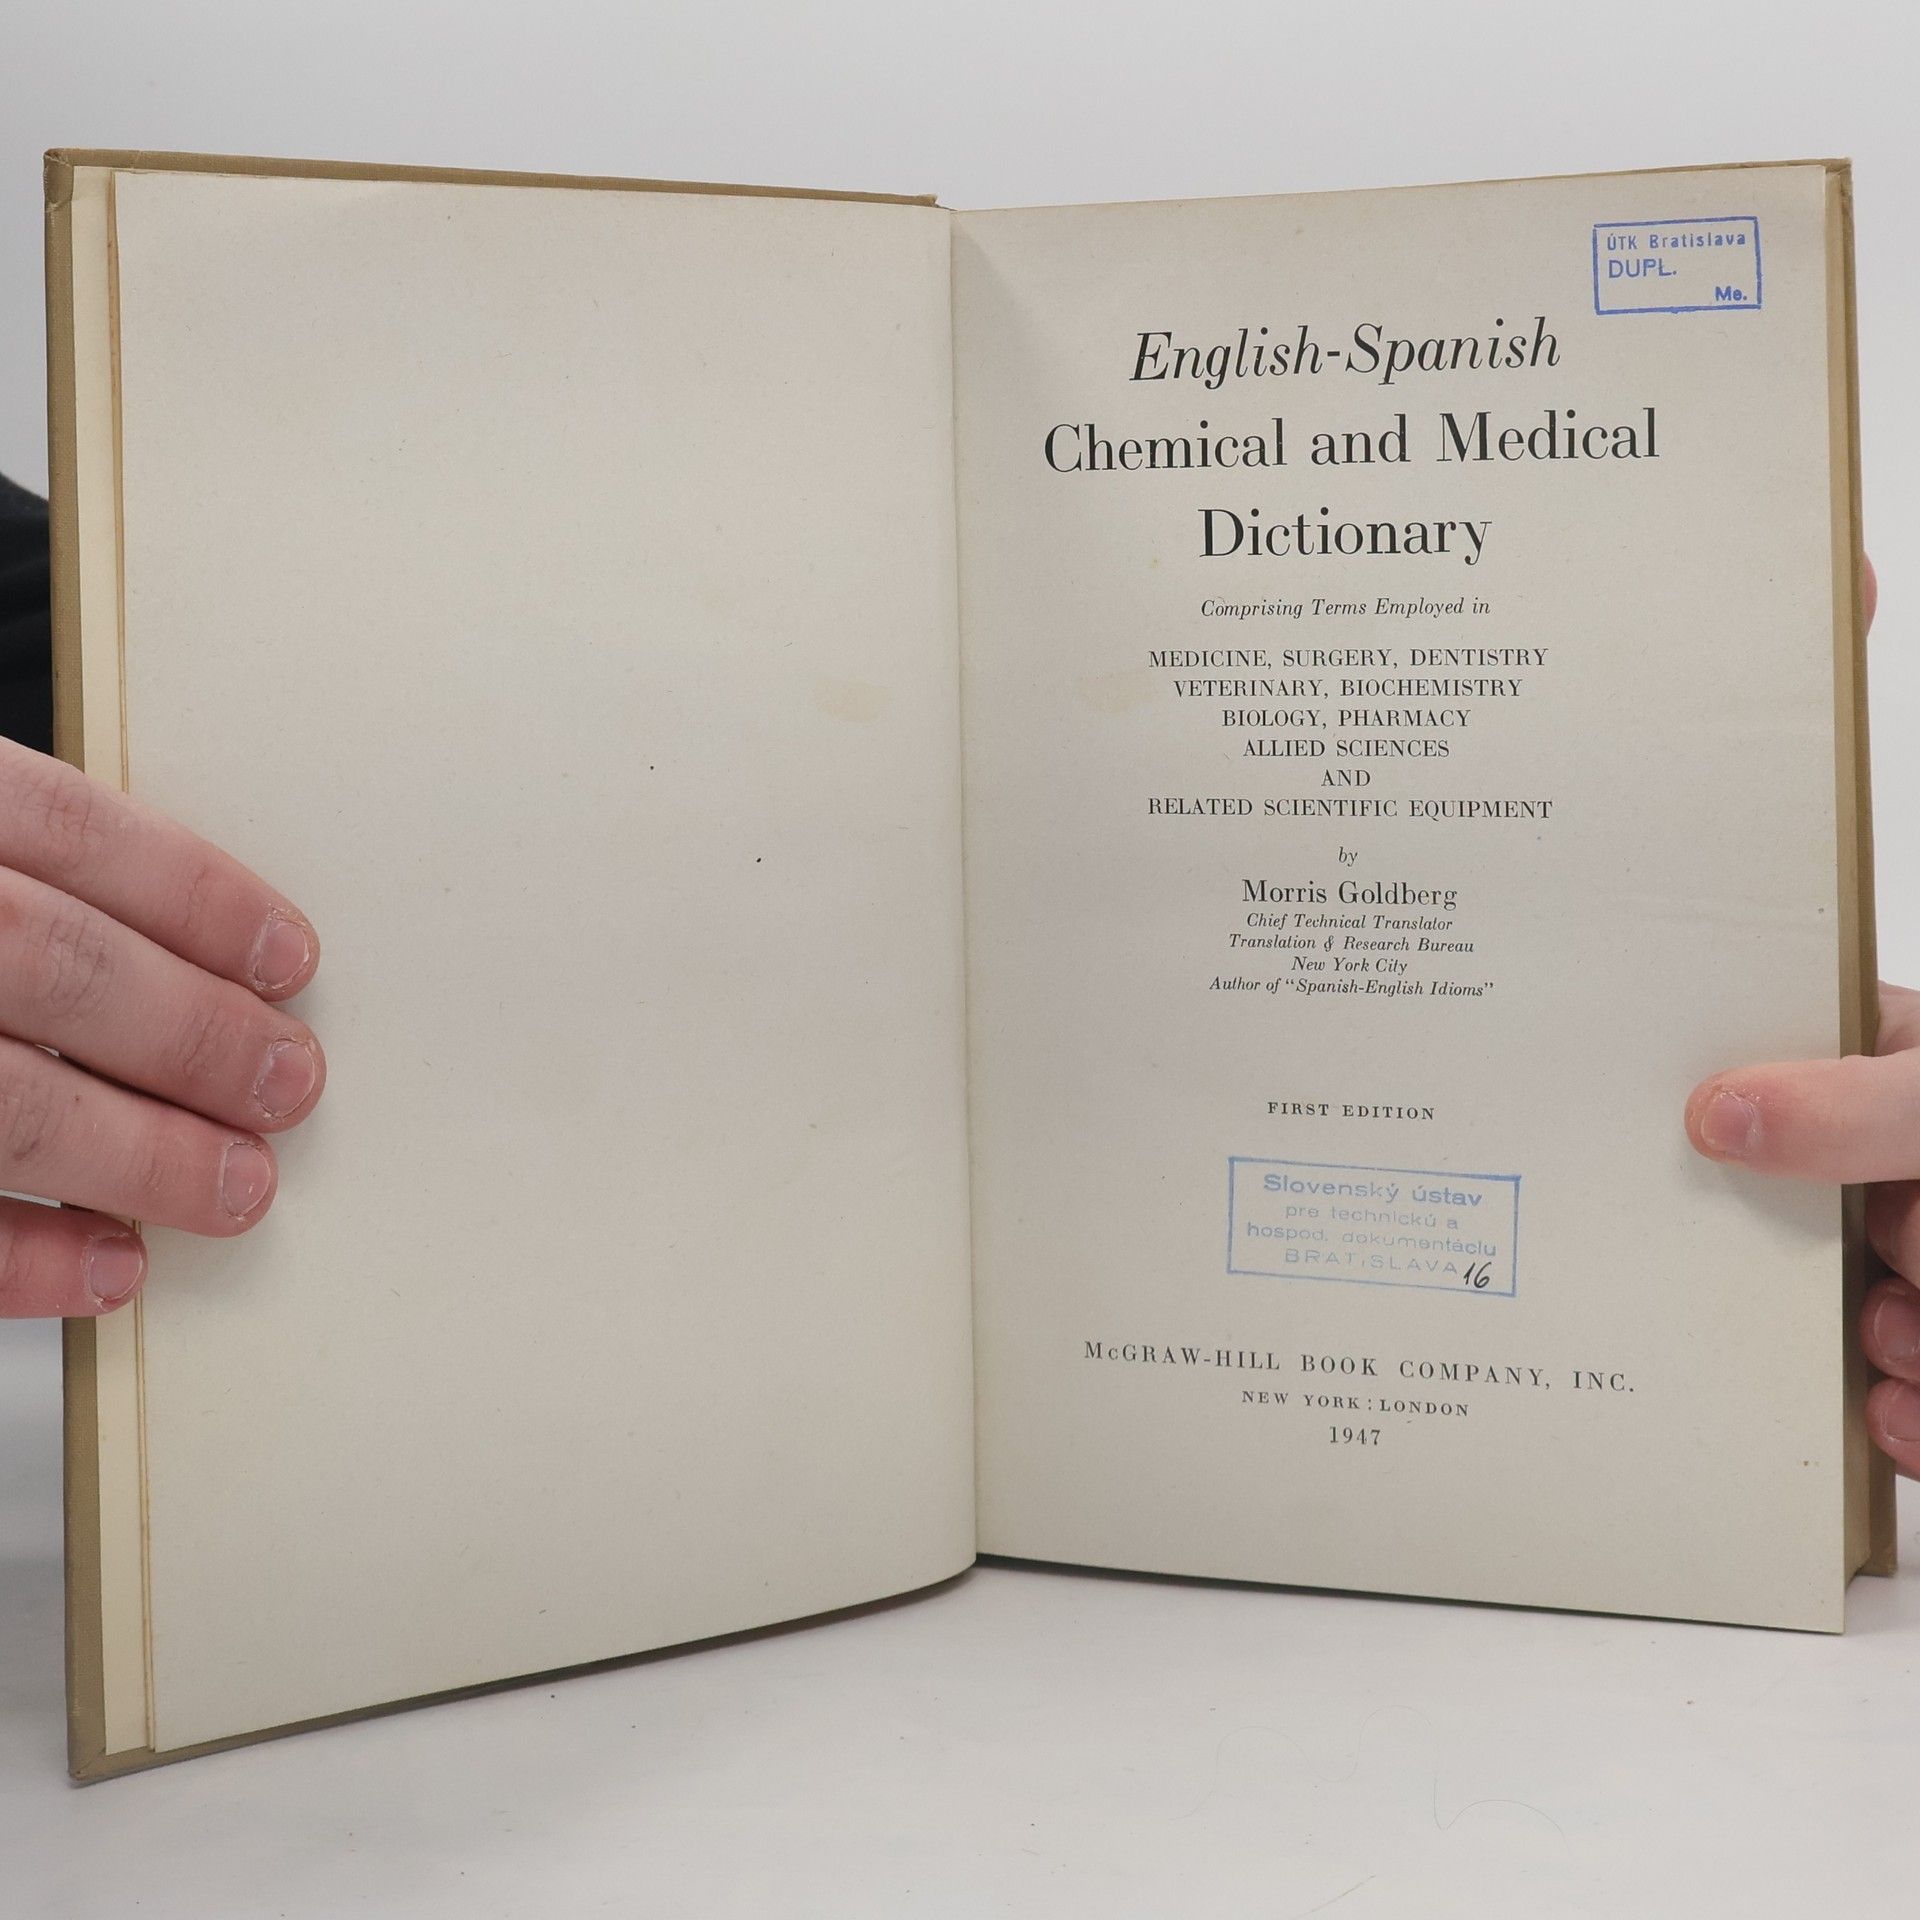 ÚTK Bratislava
DUPL.
Me.
English-Spanish
Chemical and Medical
Dictionary
Comprising Terms Employed in
MEDICINE, SURGERY, DENTISTRY
VETERINARY, BIOCHEMISTRY
BIOLOGY, PHARMACY
ALLIED SCIENCES
AND
RELATED SCIENTIFIC EQUIPMENT
by
Morris Goldberg
Chief Technical Translator
Translation & Research Bureau
New York City
Author of “Spanish-English Idioms”
FIRST EDITION
Slovenský ústav
pre technickú a
hospod. dokumentáciu
BRATISLAVA 16
McGRAW-HILL BOOK COMPANY, INC.
NEW YORK : LONDON
1947